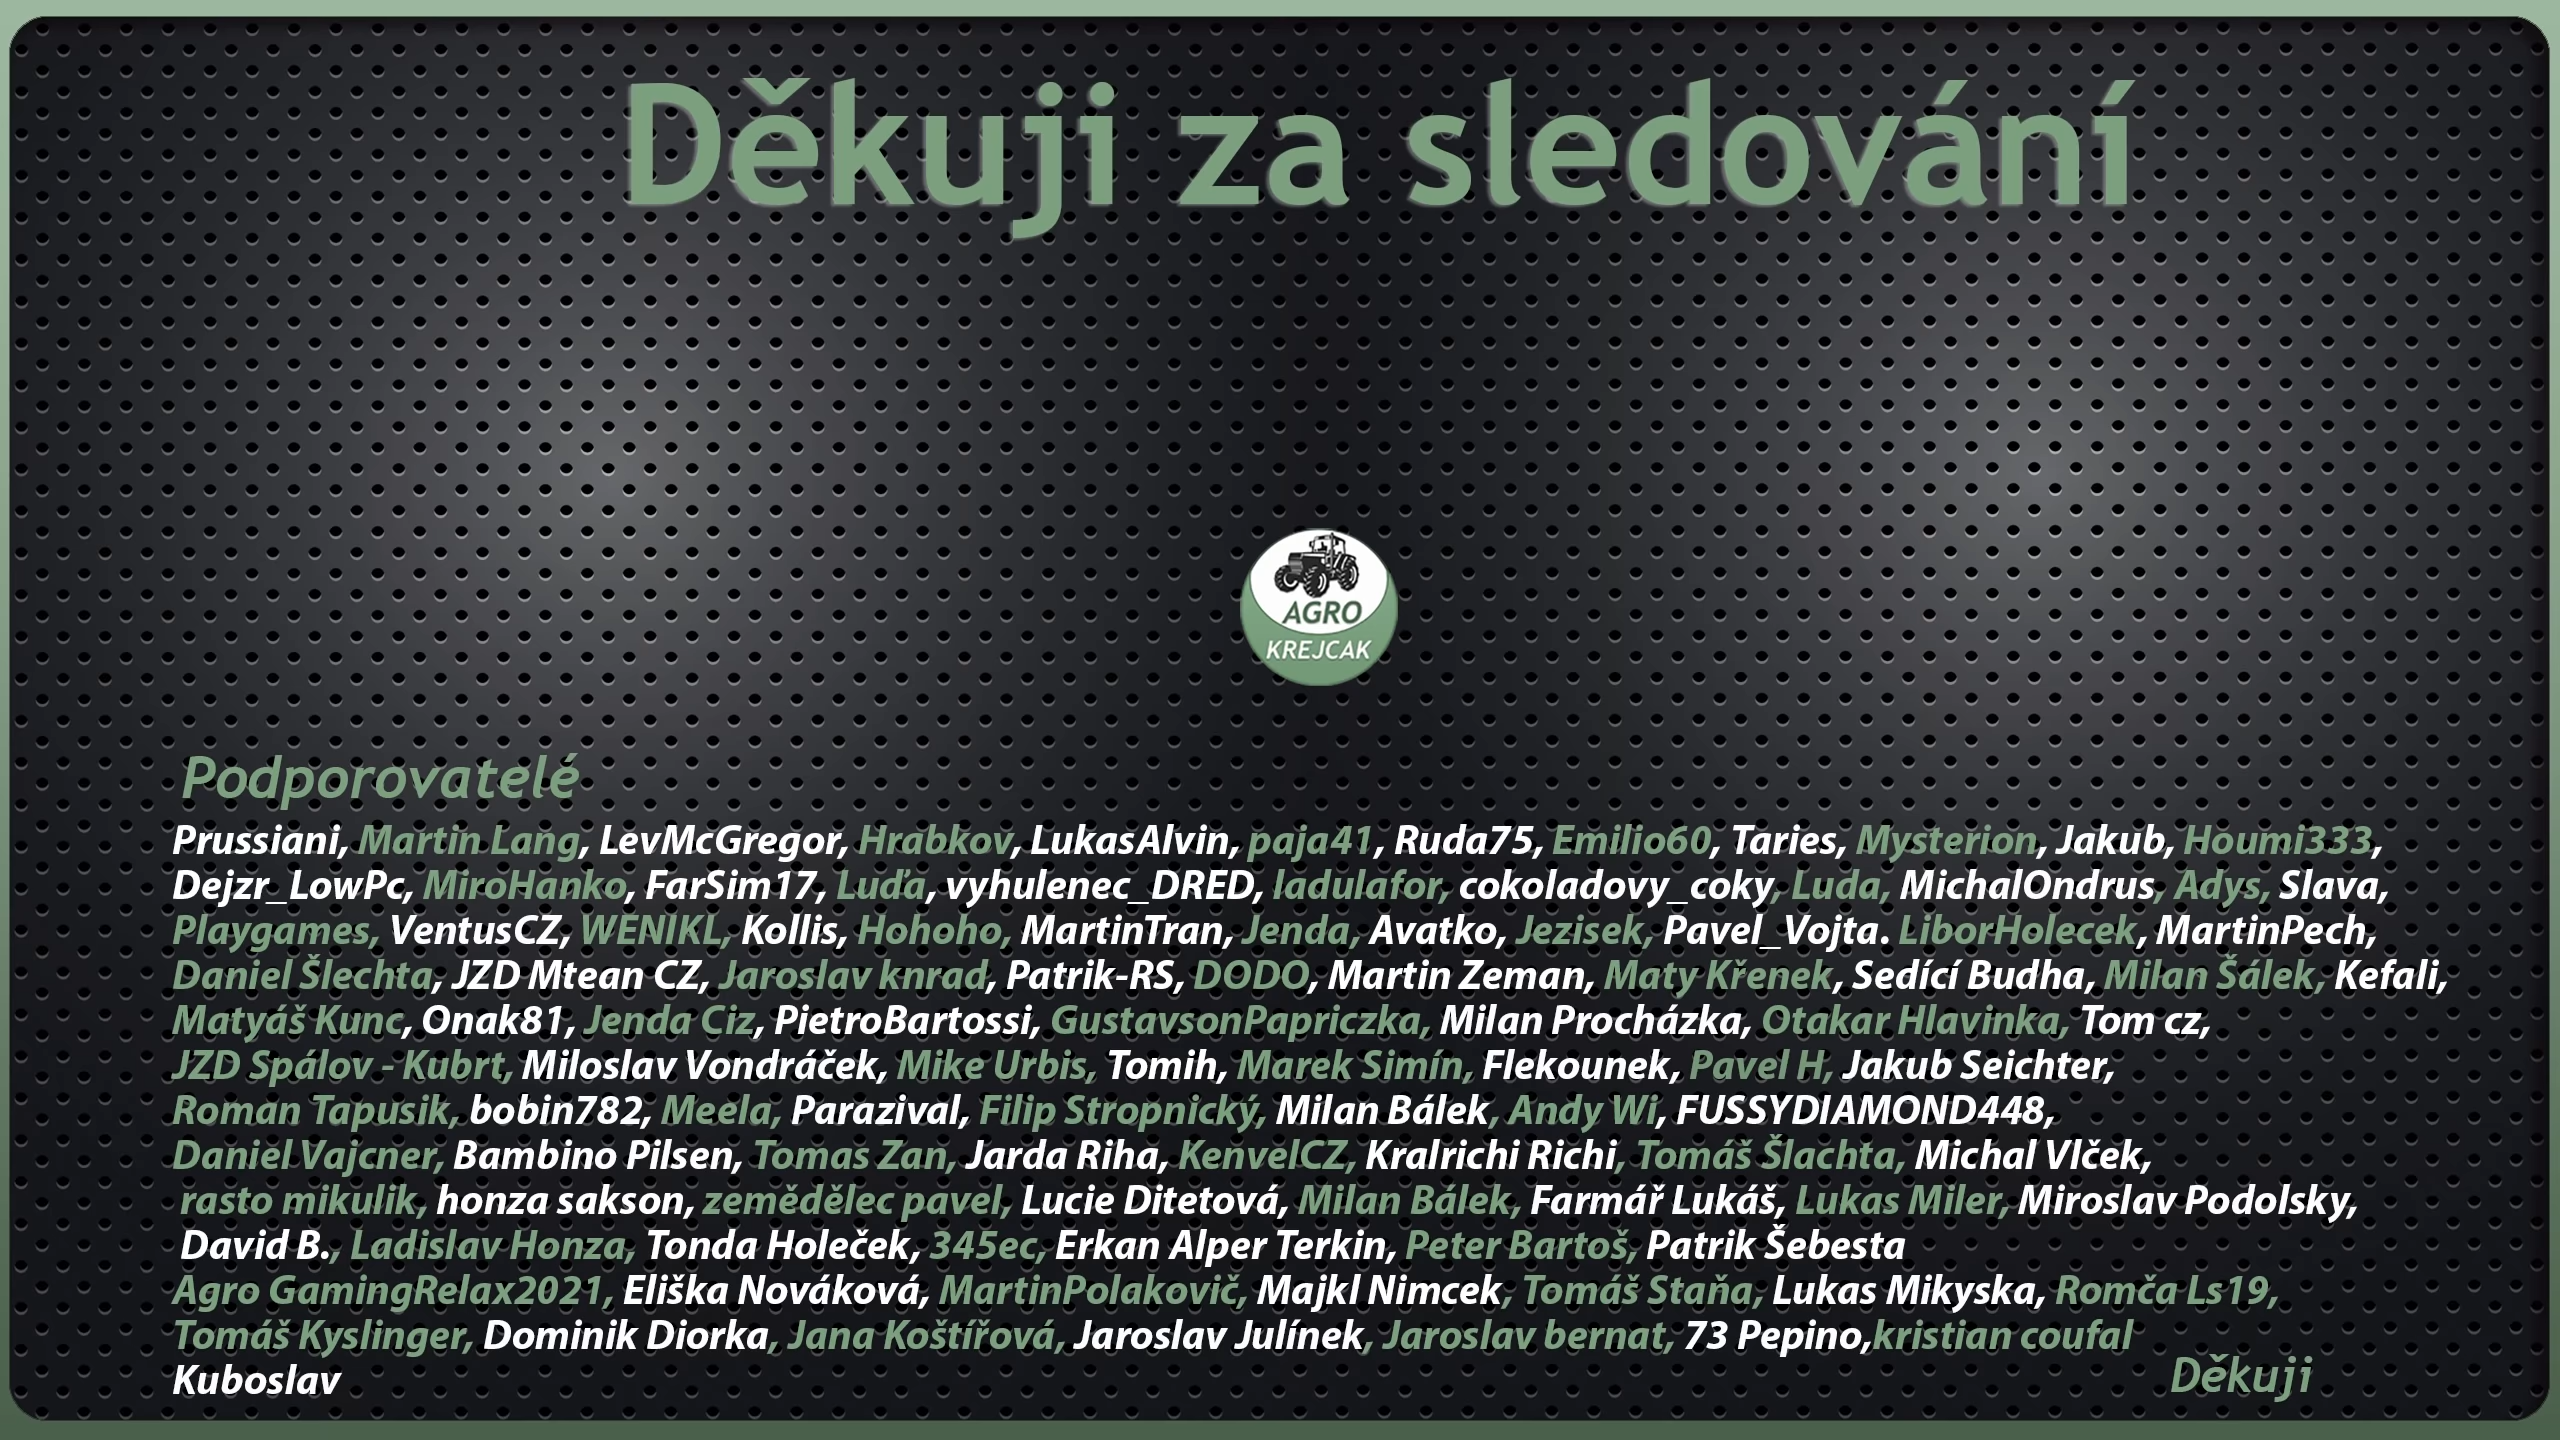 Děkuji za sledování
AGRO
KREJCAK
Podporovatelé
Prussiani, Martin Lang, LevMcGregor, Hrabkov, LukasAlvin, paja41, Ruda75, Emilio60, Taries, Mysterion, Jakub, Houmi333,
Dejzr_LowPc, MiroHanko, FarSim17, Luďa, vyhulenec_DRED, ladulafor, cokoladovy_coky, Luda, MichalOndrus, Adys, Slava,
Playgames, VentusCZ, WENIKL, Kollis, Hohoho, MartinTran, Jenda, Avatko, Jezisek, Pavel_Vojta. LiborHolecek, MartinPech,
Daniel Šlechta, JZD Mtean CZ, Jaroslav knrad, Patrik-RS, DODO, Martin Zeman, Maty Křenek, Sedící Budha, Milan Šálek, Kefali,
Matyáš Kunc, Onak81, Jenda Ciz, PietroBartossi, GustavsonPapriczka, Milan Procházka, Otakar Hlavinka, Tom cz,
JZD Spálov - Kubrt, Miloslav Vondráček, Mike Urbis, Tomih, Marek Simín, Flekounek, Pavel H, Jakub Seichter,
Roman Tapusik, bobin782, Meela, Parazival, Filip Stropnický, Milan Bálek, Andy Wi, FUSSYDIAMOND448,
Daniel Vajcner, Bambino Pilsen, Tomas Zan, Jarda Riha, KenvelCZ, Kralrichi Richi, Tomáš Šlachta, Michal Vlček,
rasto mikulik, honza sakson, zemědělec pavel, Lucie Ditetová, Milan Bálek, Farmář Lukáš, Lukas Miler, Miroslav Podolsky,
David B., Ladislav Honza, Tonda Holeček, 345ec, Erkan Alper Terkin, Peter Bartoš, Patrik Šebesta
Agro GamingRelax2021, Eliška Nováková, MartinPolakovič, Majkl Nimcek, Tomáš Staňa, Lukas Mikyska, Romča Ls19,
Tomáš Kyslinger, Dominik Diorka, Jana Koštířová, Jaroslav Julínek, Jaroslav bernat, 73 Pepino,kristian coufal
Kuboslav
Děkuji